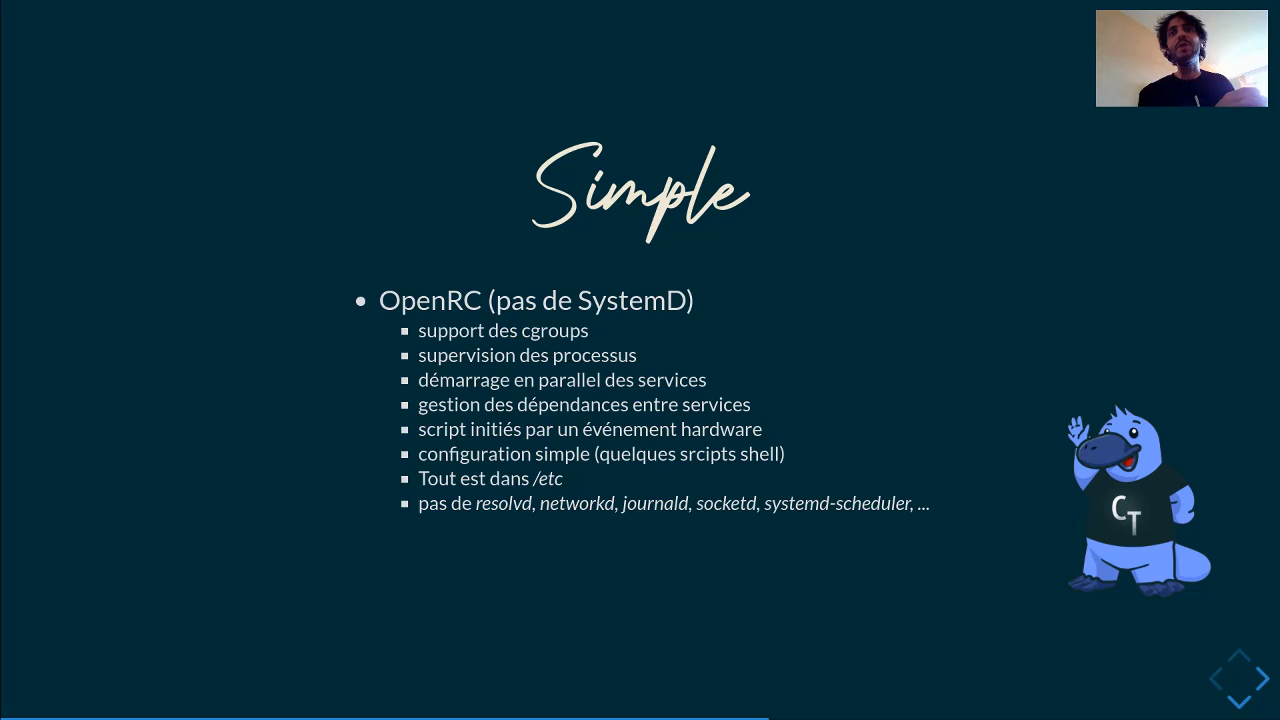 Simple
OpenRC (pas de SystemD)
support des cgroups
supervision des processus
démarrage en parallel des services
gestion des dépendances entre services
script initiés par un événement hardware
configuration simple (quelques srcipts shell)
Tout est dans /etc
pas de resolvd, networkd, journald, socketd, systemd-scheduler, ...
CT